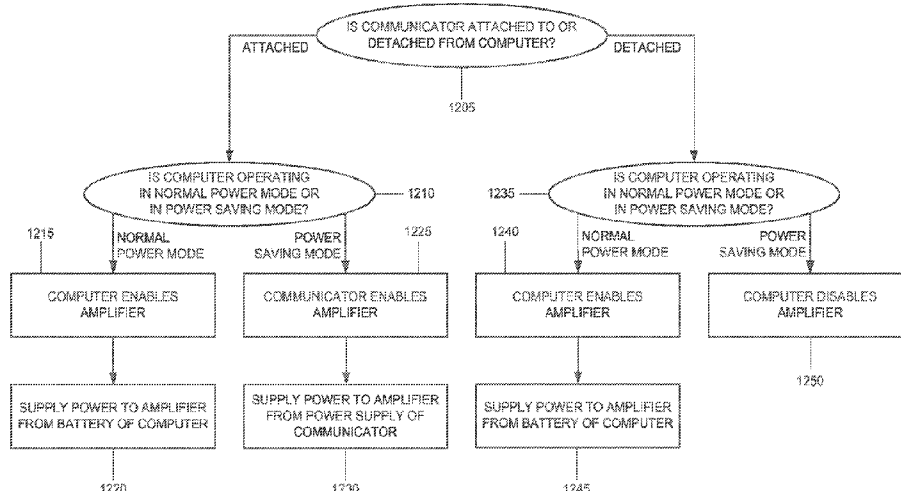 IS COMMUNICATOR ATTACHED TO OR
DETACHED FROM COMPUTER?
ATTACHED
DETACHED
1205
IS COMPUTER OPERATING
IN NORMAL POWER MODE OR
IN POWER SAVING MODE?
1210
1235
IS COMPUTER OPERATING
IN NORMAL POWER MODE OR
IN POWER SAVING MODE?
1215
NORMAL
POWER MODE
POWER
SAVING MODE
1225
1240
NORMAL
POWER MODE
POWER
SAVING MODE
COMPUTER ENABLES
AMPLIFIER
COMMUNICATOR ENABLES
AMPLIFIER
COMPUTER ENABLES
AMPLIFIER
COMPUTER DISABLES
AMPLIFIER
1250
SUPPLY POWER TO AMPLIFIER
FROM BATTERY OF COMPUTER
SUPPLY POWER TO AMPLIFIER
FROM POWER SUPPLY OF
COMMUNICATOR
SUPPLY POWER TO AMPLIFIER
FROM BATTERY OF COMPUTER
1220
1230
1245